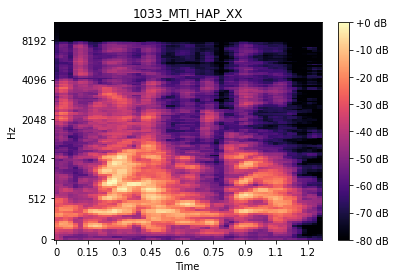 1033_MTI_HAP_XX
+0 dB
8192
-10 dB
4096
-20 dB
-30 dB
2048
Hz
-40 dB
1024
-50 dB
512
-60 dB
-70 dB
0
-80 dB
0 0.15 0.3 0.45 0.6 0.75 0.9 1.1 1.2
Time